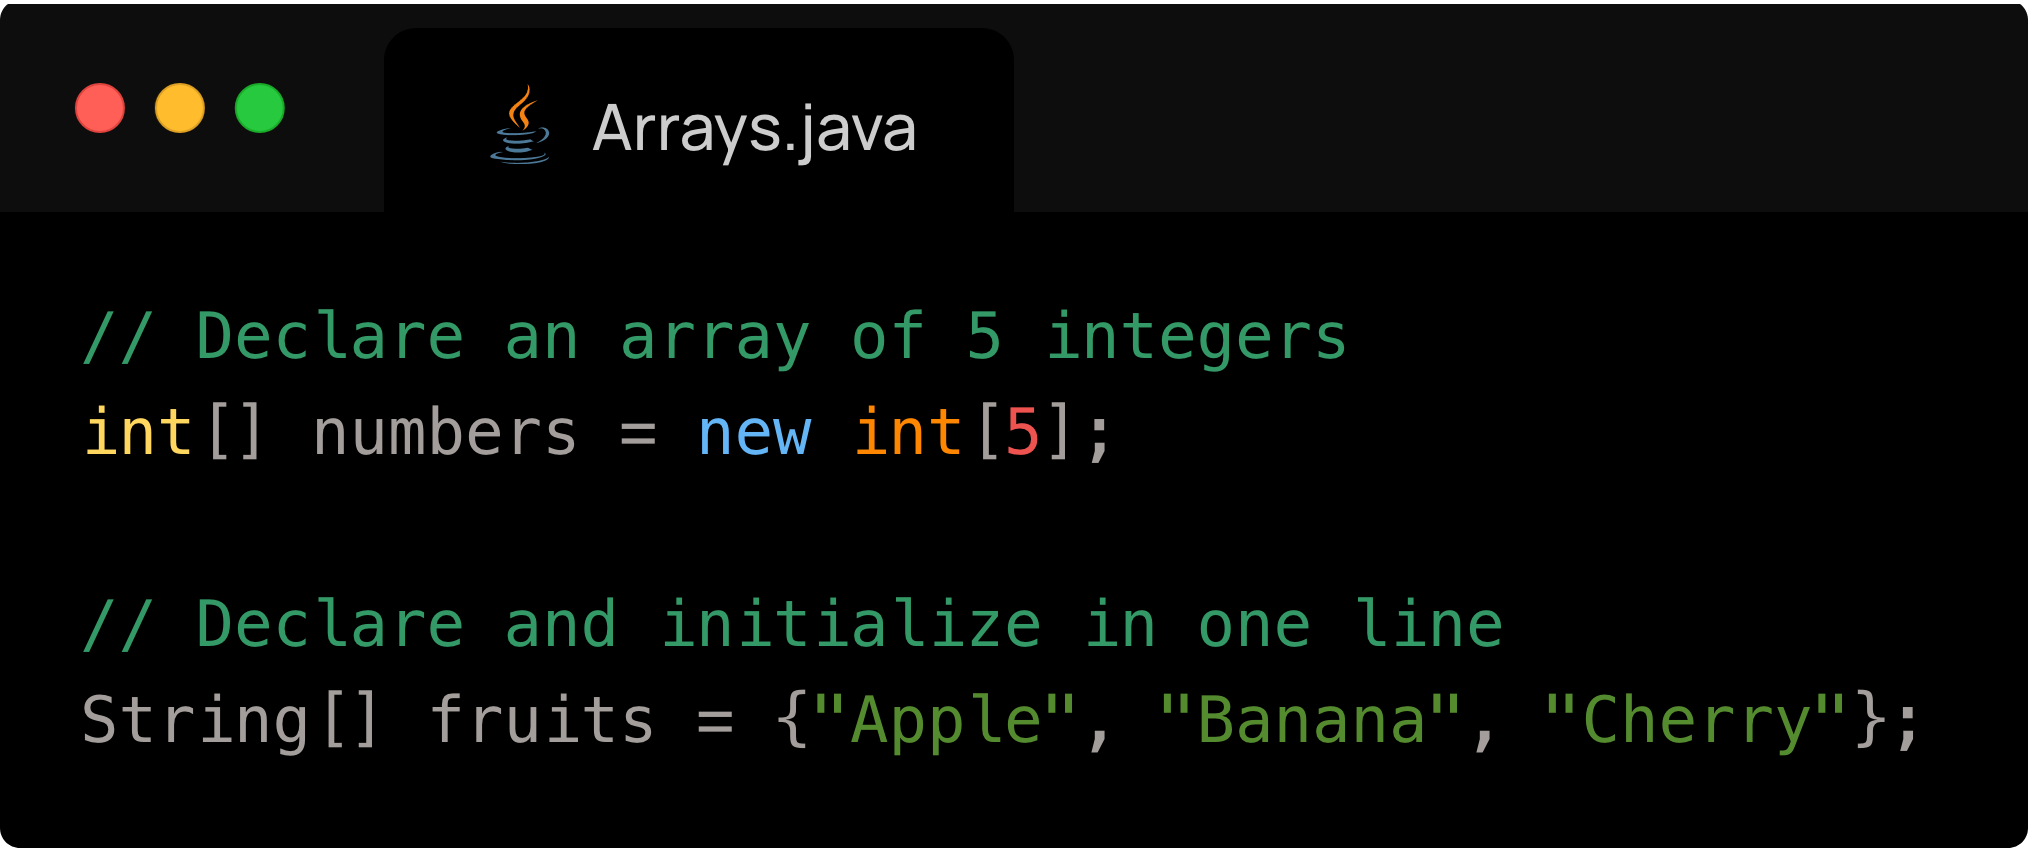 Arrays.java
// Declare an array of 5 integers
int[] numbers = new int[5];
// Declare and initialize in one line
String[] fruits = {"Apple", "Banana", "Cherry"};